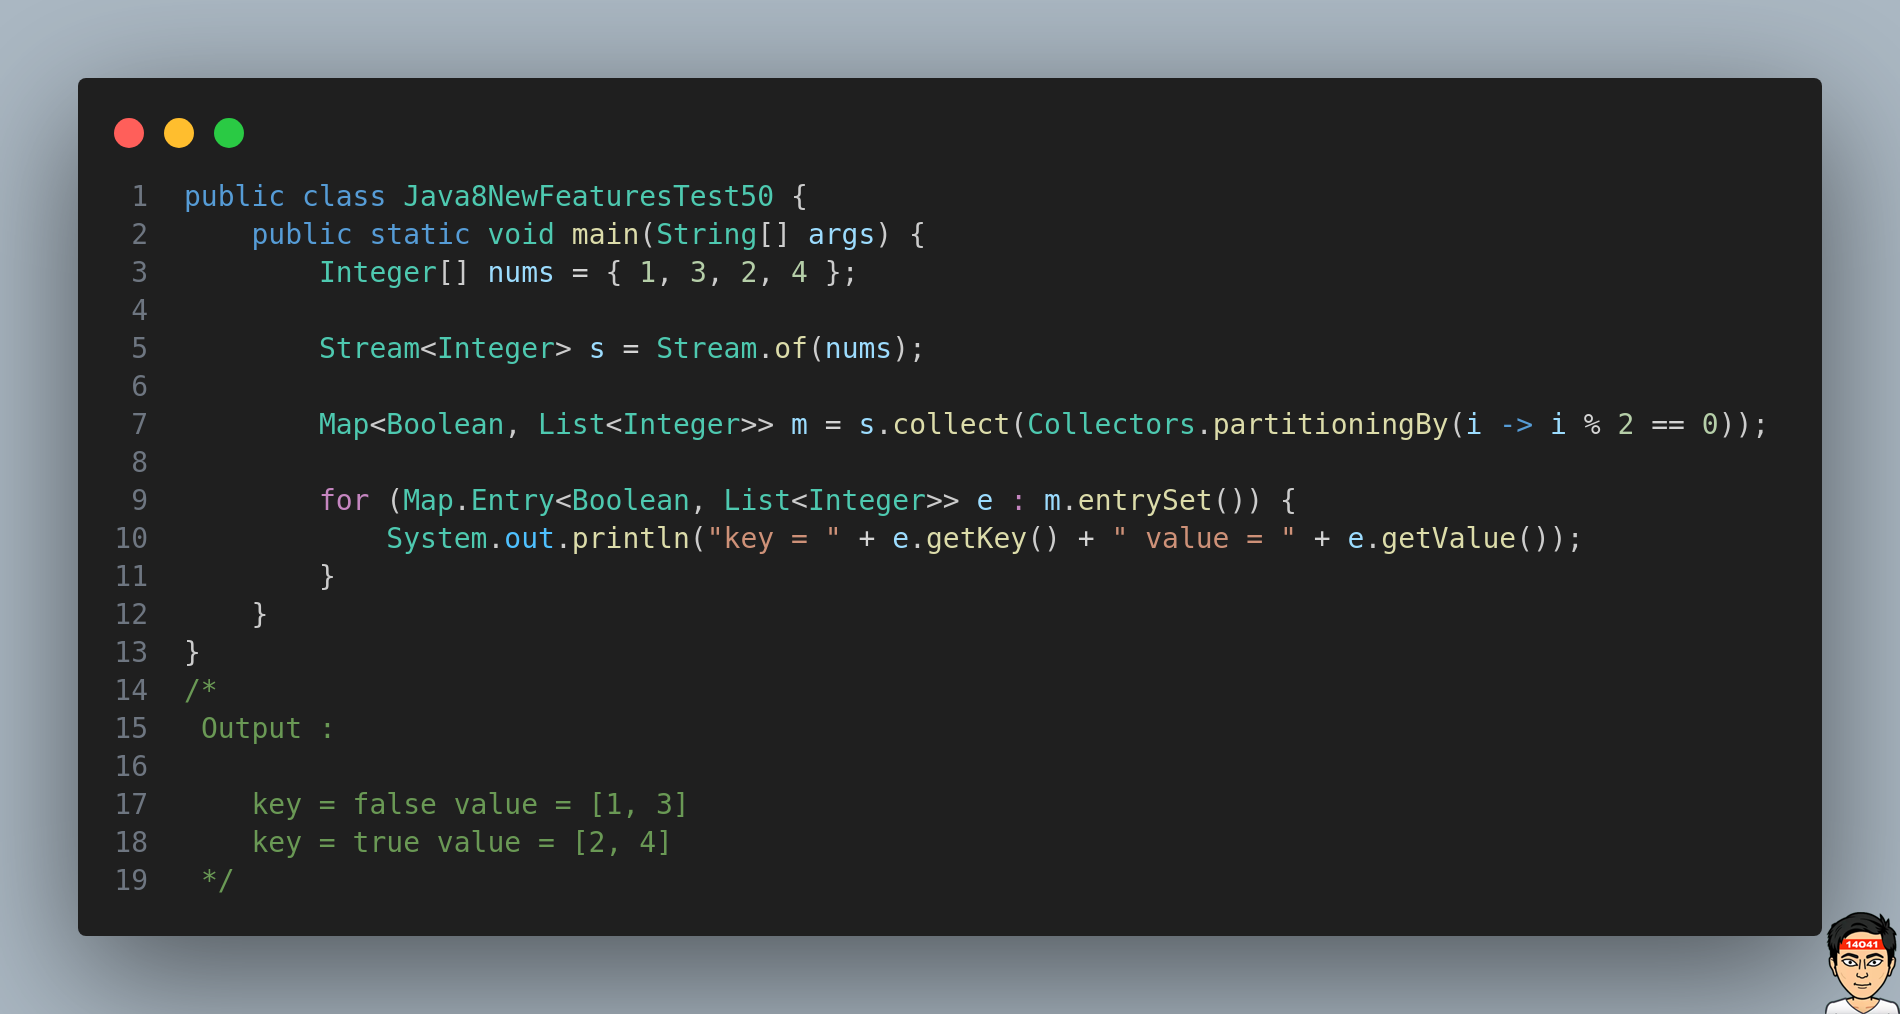 1 public class Java8NewFeaturesTest50 {
2     public static void main(String[] args) {
3         Integer[] nums = { 1, 3, 2, 4 };
4
5         Stream<Integer> s = Stream.of(nums);
6
7         Map<Boolean, List<Integer>> m = s.collect(Collectors.partitioningBy(i -> i % 2 == 0));
8
9         for (Map.Entry<Boolean, List<Integer>> e : m.entrySet()) {
10             System.out.println("key = " + e.getKey() + " value = " + e.getValue());
11         }
12     }
13 }
14 /*
15  Output :
16
17     key = false value = [1, 3]
18     key = true value = [2, 4]
19  */
14041